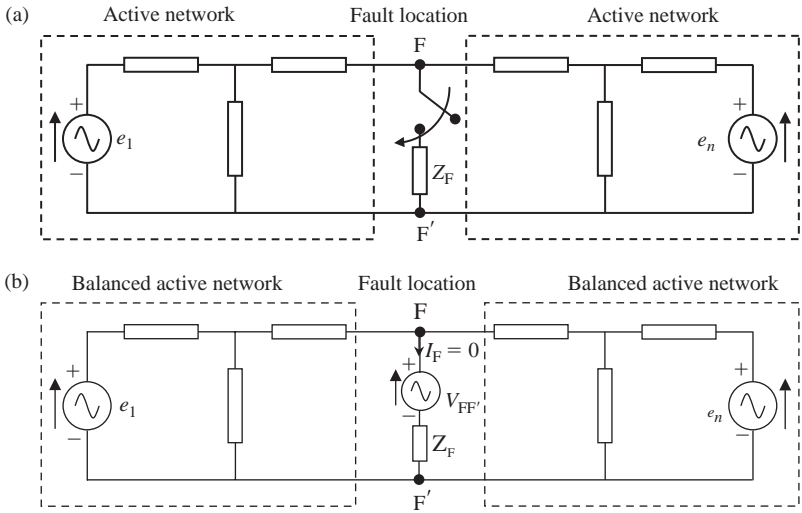 (a) Active network Fault location Active network
F
+ +
e1 en
− −
ZF
F′
(b) Balanced active network Fault location Balanced active network
F
IF = 0
+ + +
e1 VFF′ en
− − −
ZF
F′